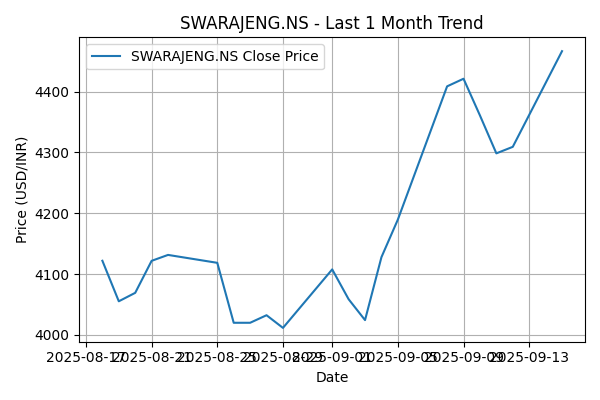 SWARAJENG.NS - Last 1 Month Trend
SWARAJENG.NS Close Price
Price (USD/INR)
4400
4300
4200
4100
4000
2025-08-17 2025-08-21 2025-08-25 2025-08-29 2025-09-01 2025-09-05 2025-09-09 2025-09-13
Date